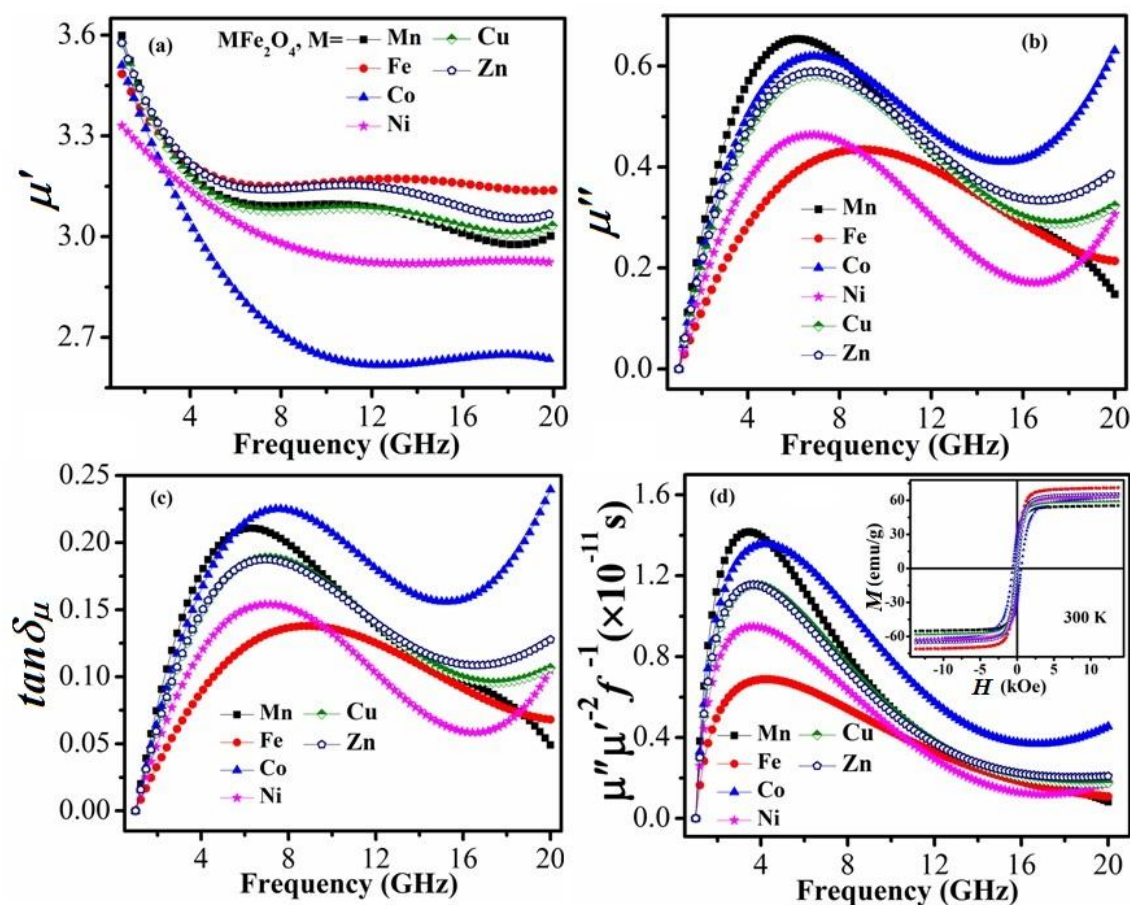 (a)
MFe₂O₄, M=
Mn
Fe
Co
Ni
Cu
Zn
3.6
3.3
3.0
2.7
μ'
4 8 12 16 20
Frequency (GHz)
(b)
0.6
0.4
0.2
0.0
μ''
Mn
Fe
Co
Ni
Cu
Zn
4 8 12 16 20
Frequency (GHz)
(c)
0.25
0.20
0.15
0.10
0.05
0.00
tanδμ
Mn
Fe
Co
Ni
Cu
Zn
4 8 12 16 20
Frequency (GHz)
(d)
1.6
1.2
0.8
0.4
0.0
μ''μ'⁻²f⁻¹ (×10⁻¹¹ s)
Mn
Fe
Co
Ni
Cu
Zn
4 8 12 16 20
Frequency (GHz)
60
30
0
-30
-60
M (emu/g)
300 K
-10 -5 0 5 10
H (kOe)